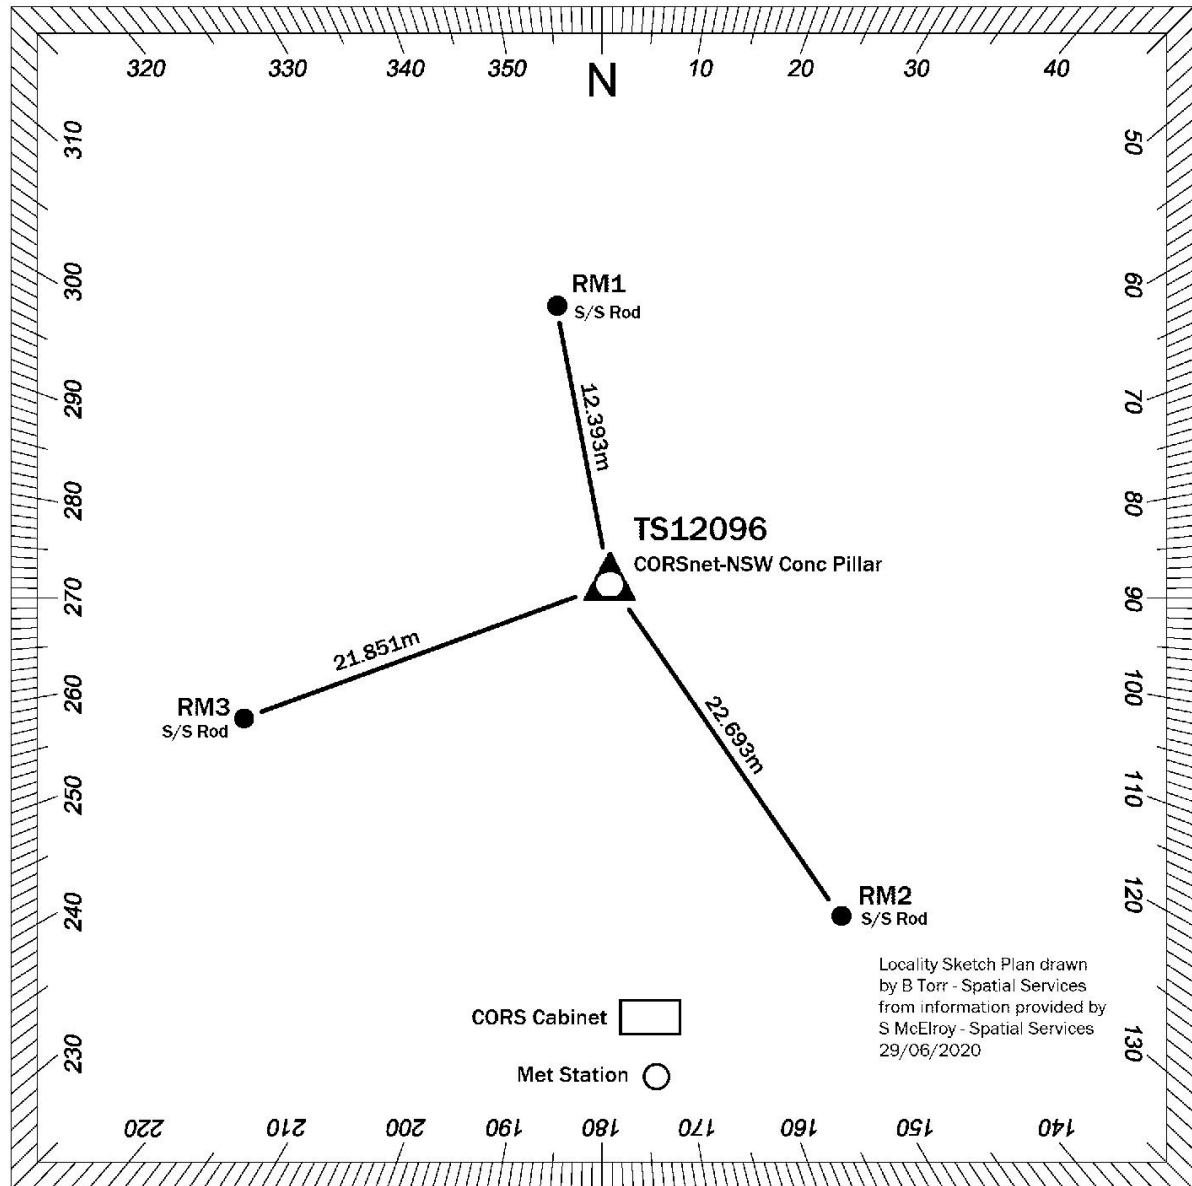 320 330 340 350 N 10 20 30 40
310
50
300
60
RM1
S/S Rod
290
70
12.393m
280
80
TS12096
CORSnet-NSW Conc Pillar
270
90
21.851m
260
100
RM3
S/S Rod
22.693m
250
110
240
120
RM2
S/S Rod
Locality Sketch Plan drawn
by B Torr - Spatial Services
from information provided by
S McElroy - Spatial Services
29/06/2020
CORS Cabinet
230
130
Met Station
220 210 200 190 180 170 160 150 140